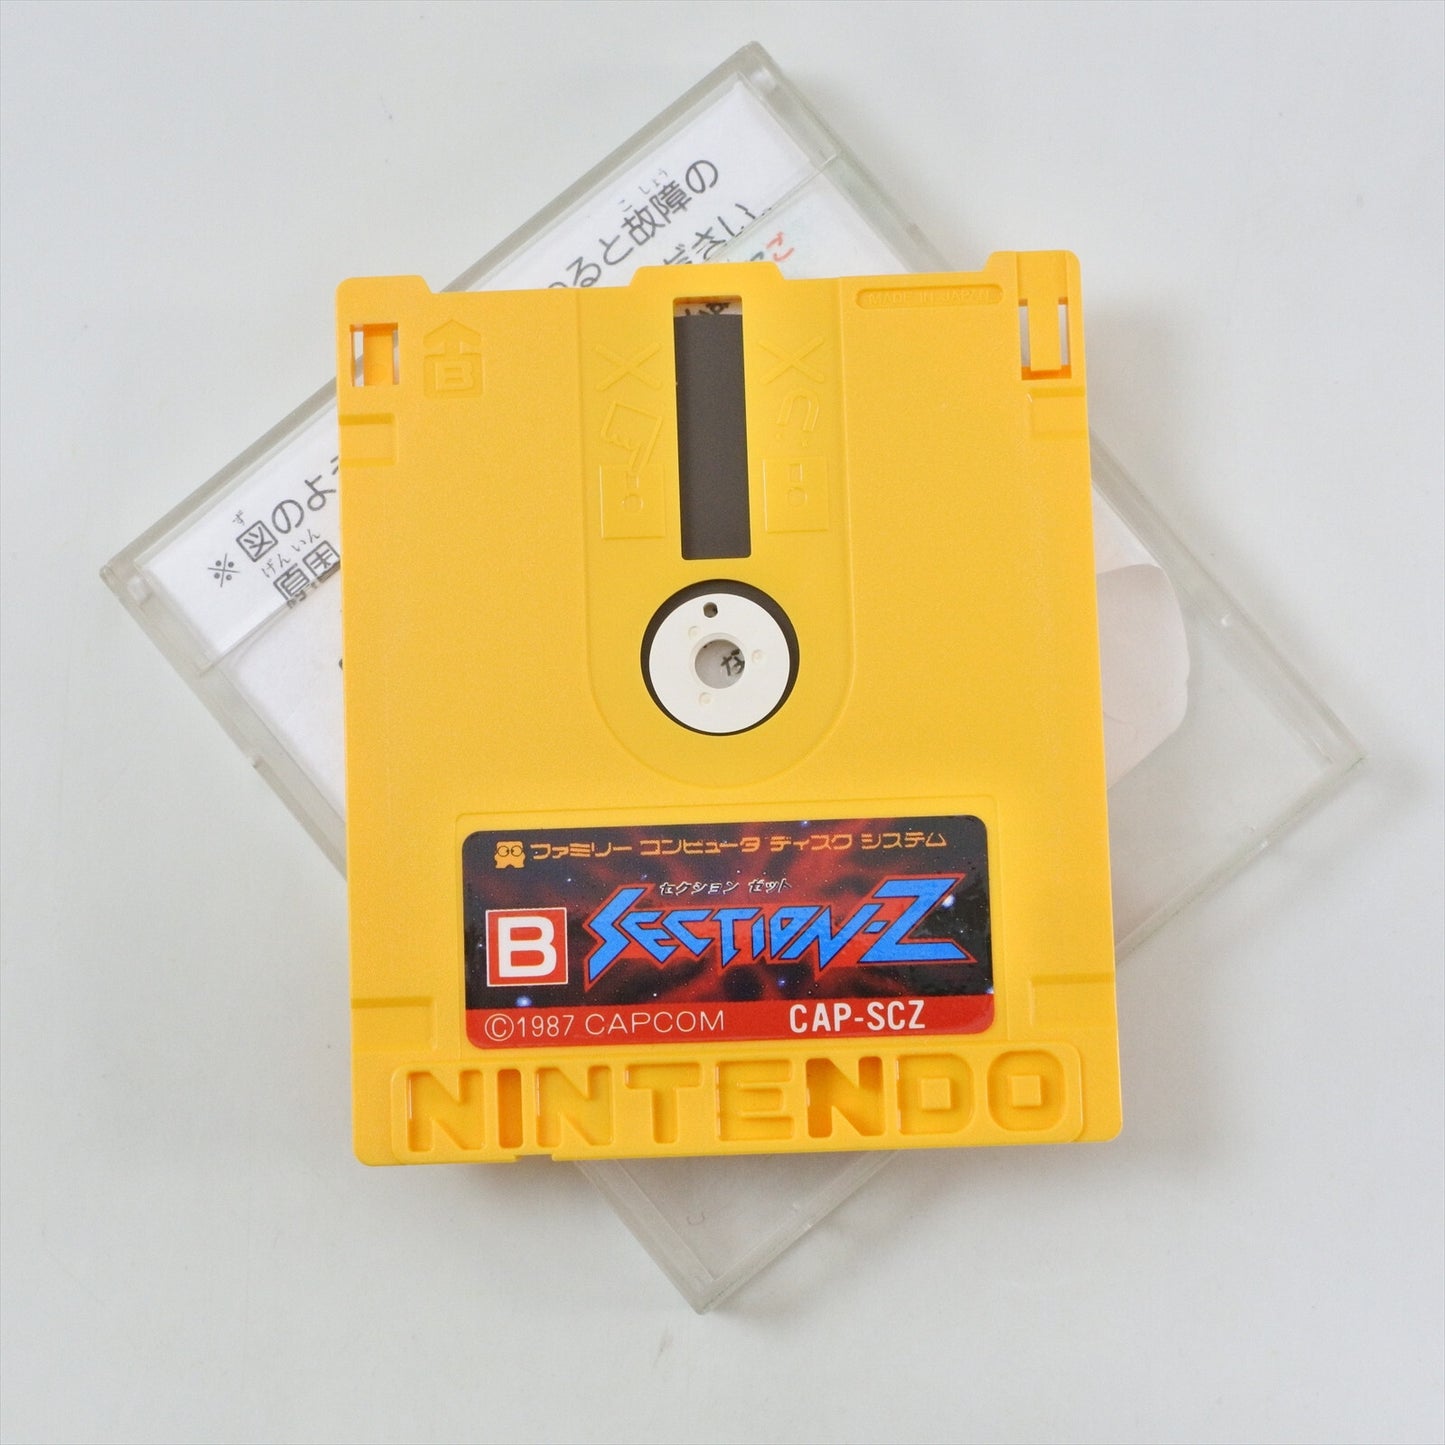 こしょう
ると故障の
ださい。
ご
MADE IN JAPAN
B
ず
※図のよう
げんいん
原因
な
ファミリー コンピュータ ディスク システム
セクション ゼット
B
SECTION-Z
©1987 CAPCOM CAP-SCZ
NINTENDO